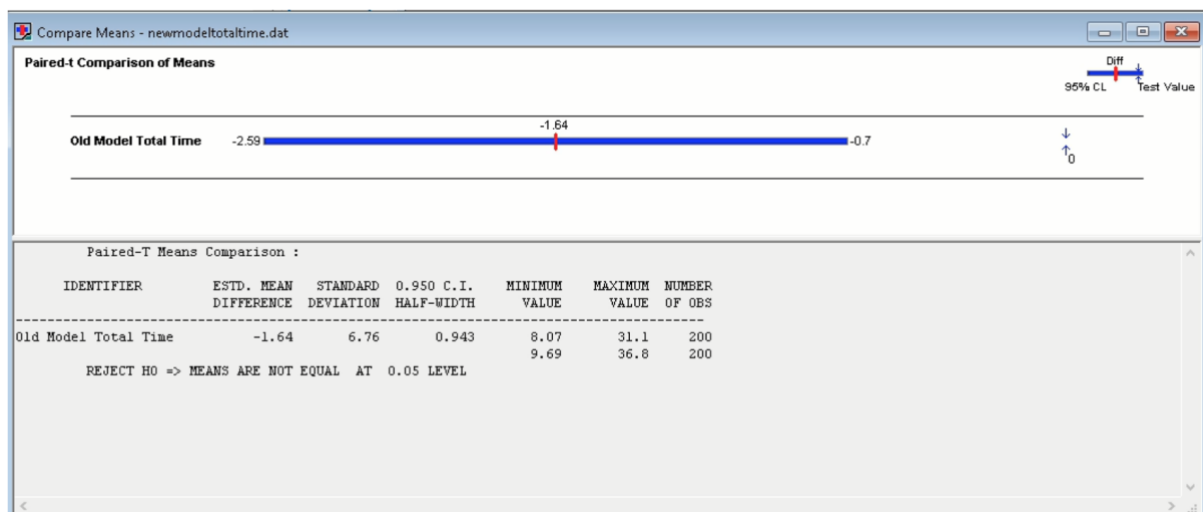 Compare Means - newmodeltotaltime.dat
Paired-t Comparison of Means
Diff
95% CL Test Value
-1.64
Old Model Total Time -2.59 -0.7
0
Paired-T Means Comparison :
IDENTIFIER ESTD. MEAN STANDARD 0.950 C.I. MINIMUM MAXIMUM NUMBER
DIFFERENCE DEVIATION HALF-WIDTH VALUE VALUE OF OBS
Old Model Total Time -1.64 6.76 0.943 8.07 31.1 200
9.69 36.8 200
REJECT H0 => MEANS ARE NOT EQUAL AT 0.05 LEVEL